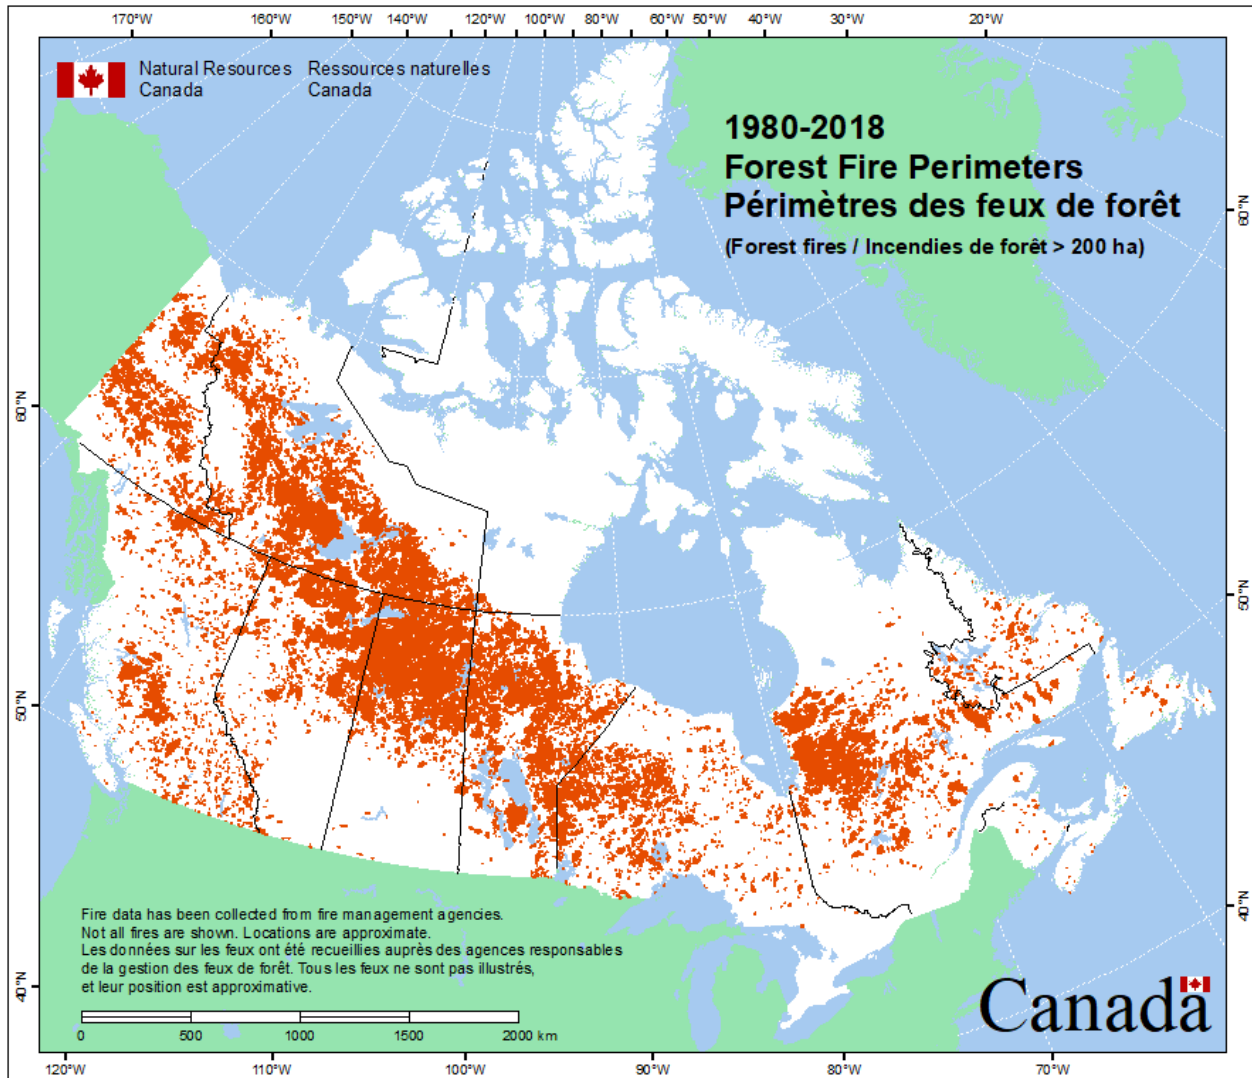 170°W 160°W 150°W 140°W 120°W 100°W 80°W 60°W 50°W 40°W 30°W 20°W
Natural Resources Ressources naturelles
Canada Canada
1980-2018
Forest Fire Perimeters
Périmètres des feux de forêt
(Forest fires / Incendies de forêt > 200 ha)
60°N
60°N
50°N
50°N
40°N
40°N
Fire data has been collected from fire management agencies.
Not all fires are shown. Locations are approximate.
Les données sur les feux ont été recueillies auprès des agences responsables
de la gestion des feux de forêt. Tous les feux ne sont pas illustrés,
et leur position est approximative.
Canada
0 500 1000 1500 2000 km
120°W 110°W 100°W 90°W 80°W 70°W